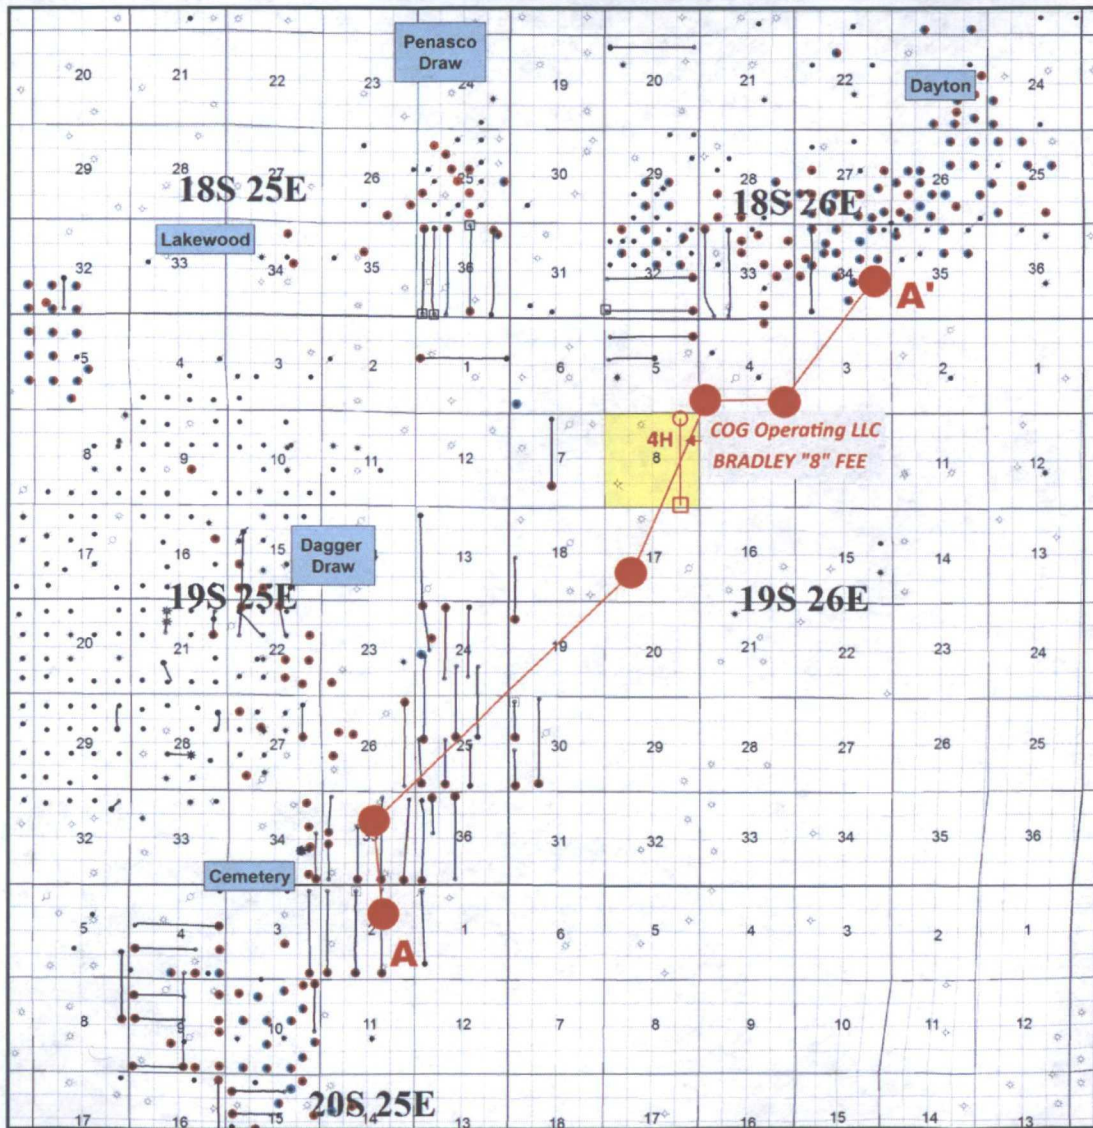 Penasco
Draw
Dayton
20 21 22 23 24 19 20 21 22 24
29 28 27 26 25 30 29 28 27 26 25
18S 25E
18S 26E
Lakewood
32 33 34 35 36 31 32 33 34 35 36
A'
5 4 3 2 1 6 5 4 3 2 1
COG Operating LLC
4H
BRADLEY "8" FEE
8 9 10 11 12 7 8 11 12
Dagger
Draw
17 16 15 13 18 17 16 15 14 13
19S 25E
19S 26E
20 21 22 23 24 19 20 21 22 23 24
29 28 27 26 25 30 29 28 27 26 25
32 33 34 36 31 32 33 34 35 36
Cemetery
5 4 3 2 1 6 5 4 3 2 1
A
8 9 10 11 12 7 8 9 10 11 12
20S 25E
17 16 15 14 13 17 16 15 14 13